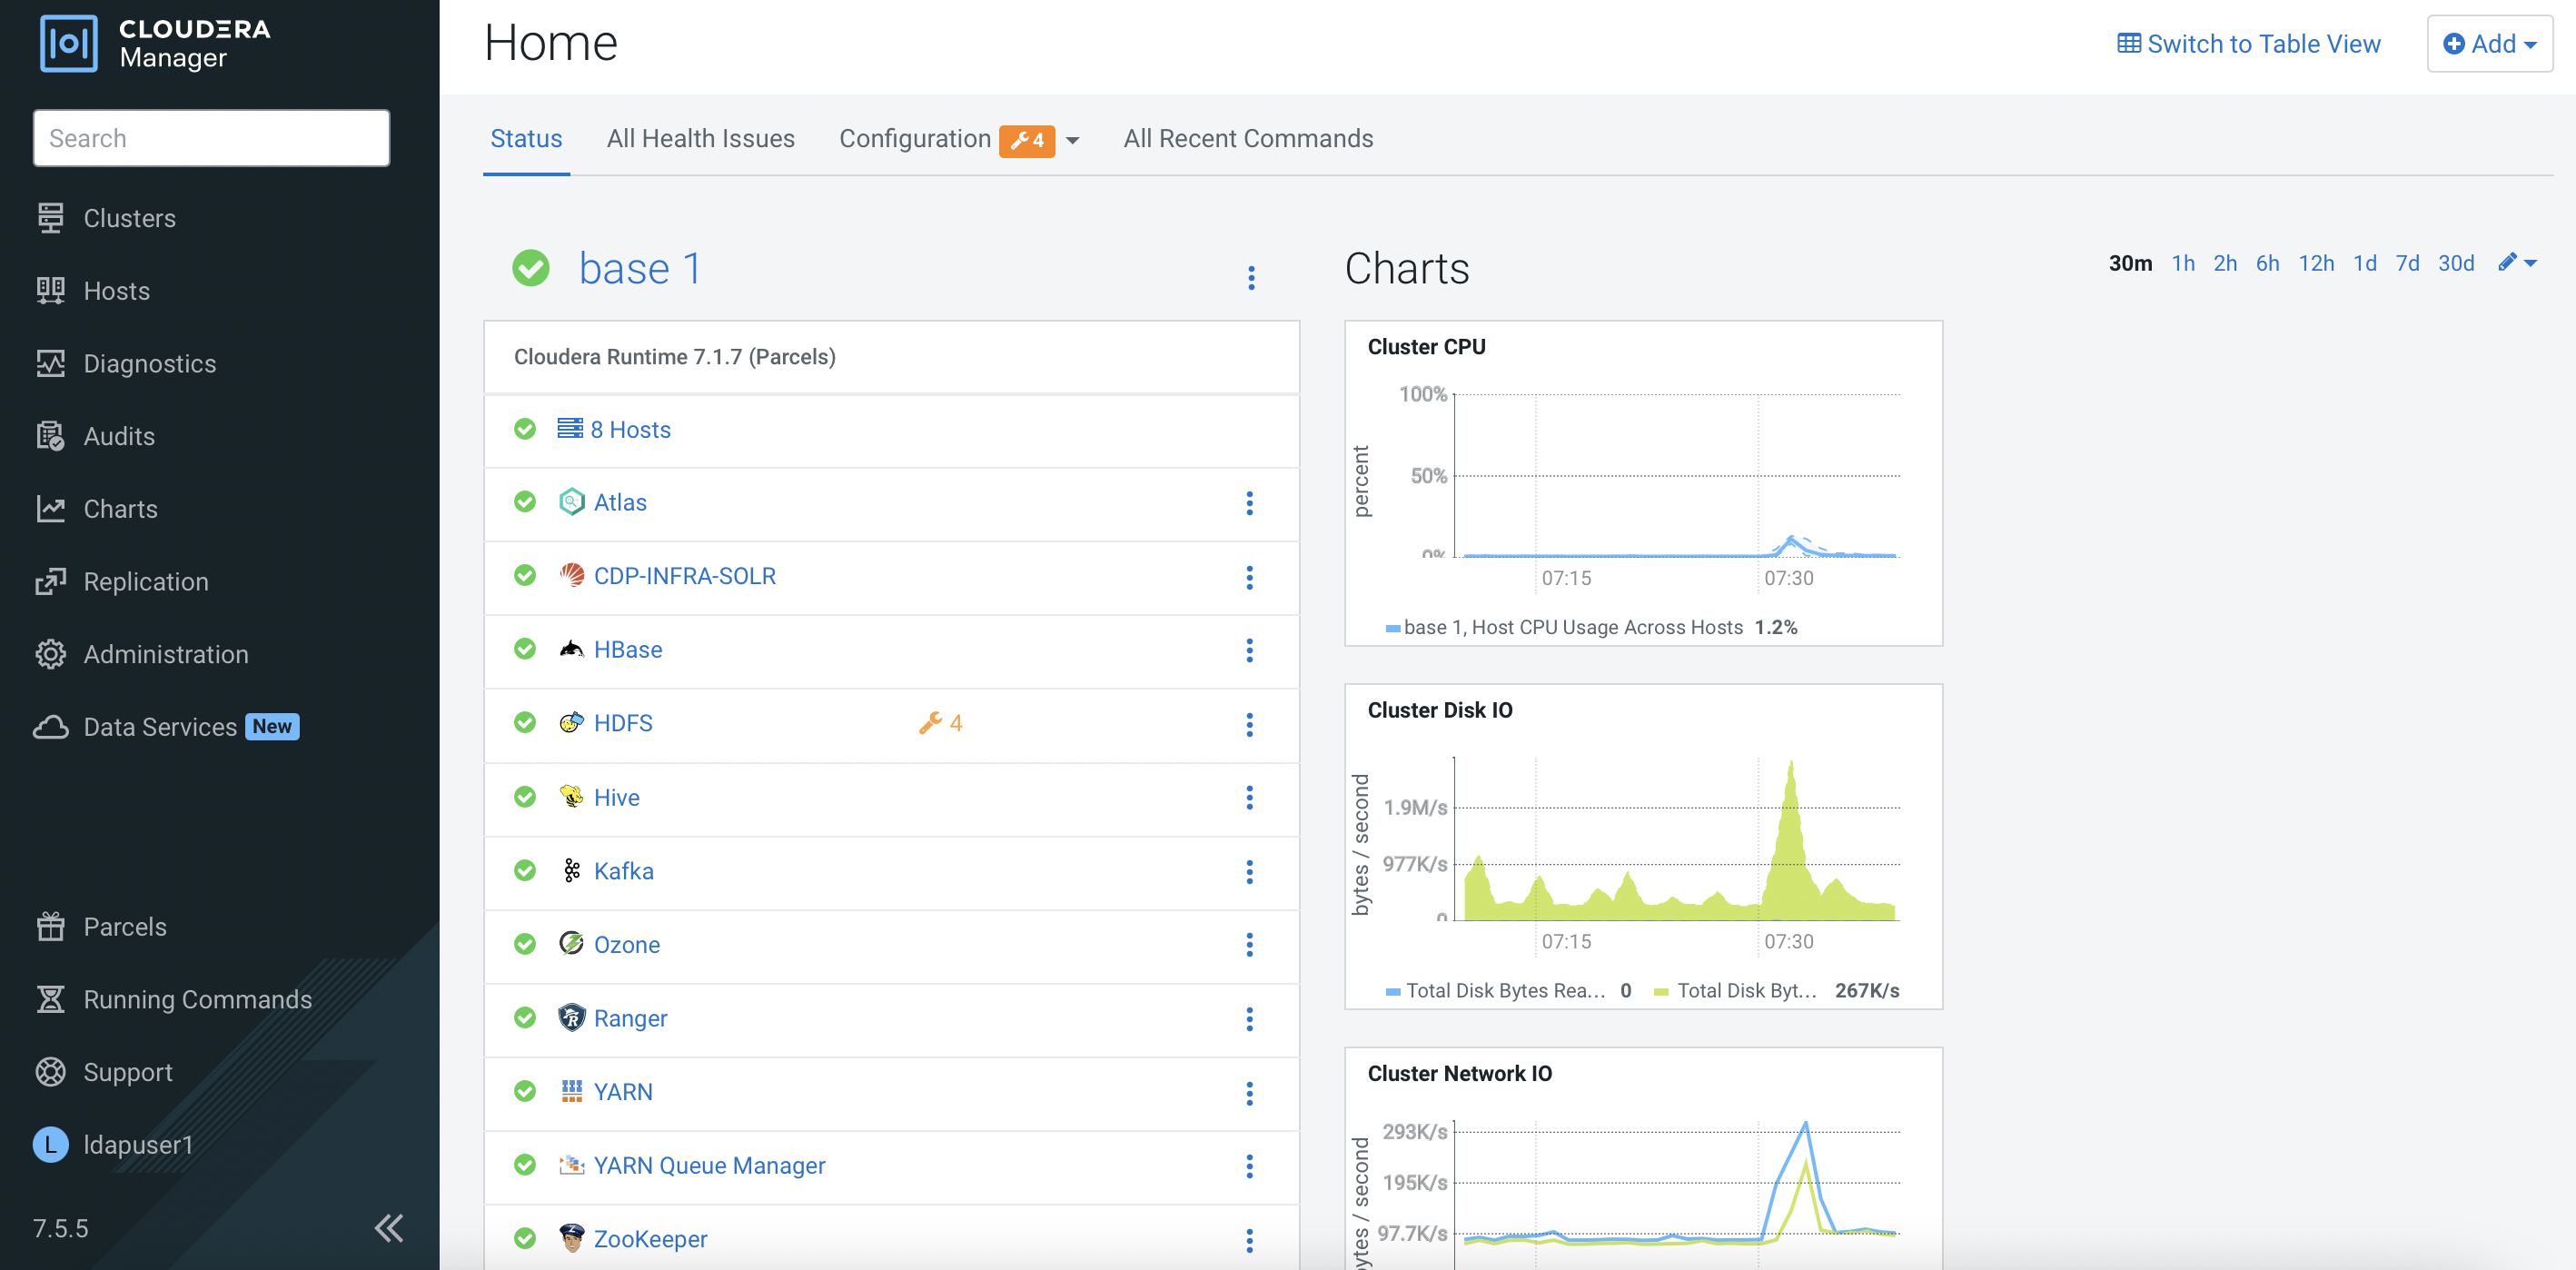 CLOUDERA
Manager
Search
Clusters
Hosts
Diagnostics
Audits
Charts
Replication
Administration
Data Services New
Parcels
Running Commands
Support
L ldapuser1
7.5.5
Home
Switch to Table View
Add
Status All Health Issues Configuration 4 All Recent Commands
base 1
Cloudera Runtime 7.1.7 (Parcels)
8 Hosts
Atlas
CDP-INFRA-SOLR
HBase
HDFS 4
Hive
Kafka
Ozone
Ranger
YARN
YARN Queue Manager
ZooKeeper
Charts
30m 1h 2h 6h 12h 1d 7d 30d
Cluster CPU
percent
100%
50%
0%
07:15 07:30
base 1, Host CPU Usage Across Hosts 1.2%
Cluster Disk IO
bytes / second
1.9M/s
977K/s
0
07:15 07:30
Total Disk Bytes Rea... 0 Total Disk Byt... 267K/s
Cluster Network IO
bytes / second
293K/s
195K/s
97.7K/s